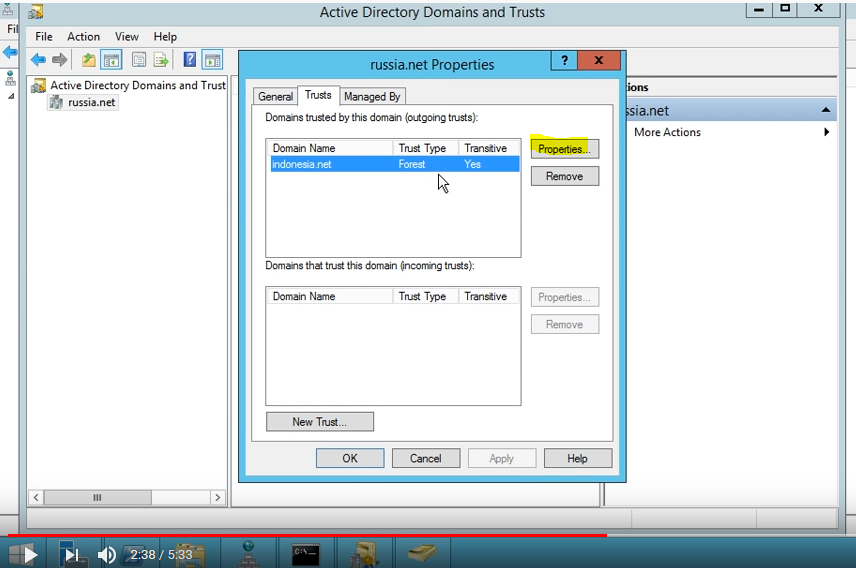 Active Directory Domains and Trusts
Fil
File Action View Help
Active Directory Domains and Trust
russia.net
russia.net Properties
?
General Trusts Managed By
Domains trusted by this domain (outgoing trusts):
Domain Name Trust Type Transitive
indonesia.net Forest Yes
Properties...
Remove
Domains that trust this domain (incoming trusts):
Domain Name Trust Type Transitive
Properties...
Remove
New Trust...
OK Cancel Apply Help
ions
ssia.net
More Actions
2:38 / 5:33